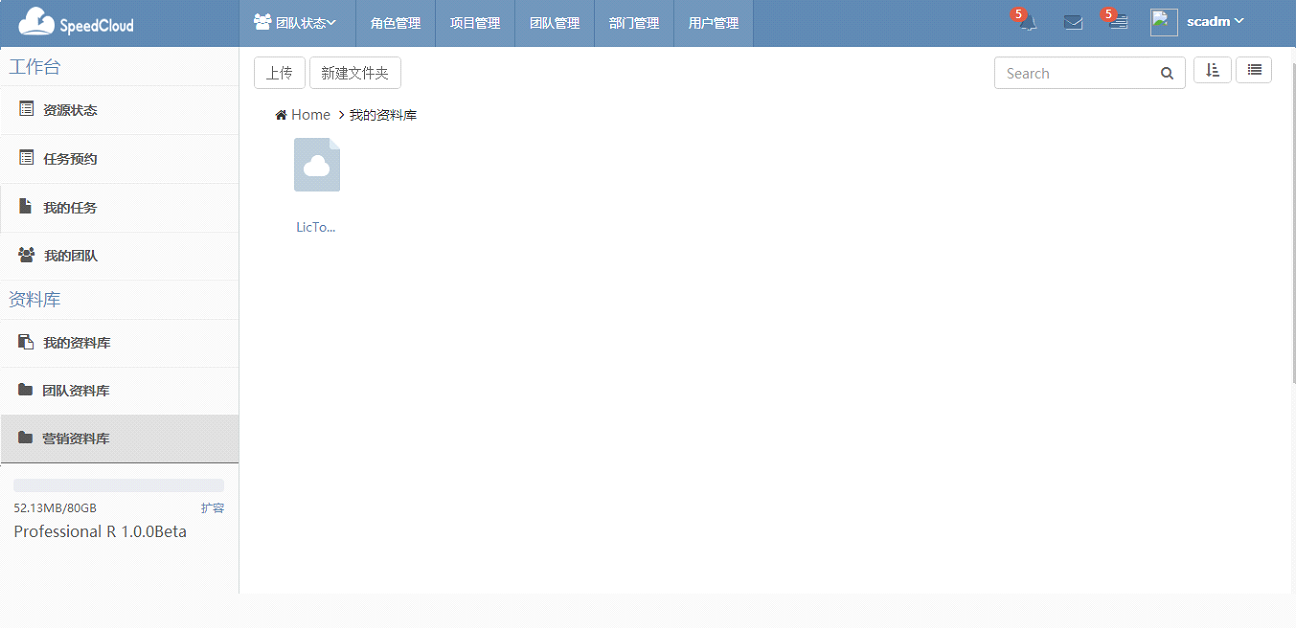 SpeedCloud
团队状态
角色管理
项目管理
团队管理
部门管理
用户管理
5
5
scadm
工作台
资源状态
任务预约
我的任务
我的团队
资料库
我的资料库
团队资料库
营销资料库
52.13MB/80GB
扩容
Professional R 1.0.0Beta
上传
新建文件夹
Search
Home
我的资料库
LicTo...